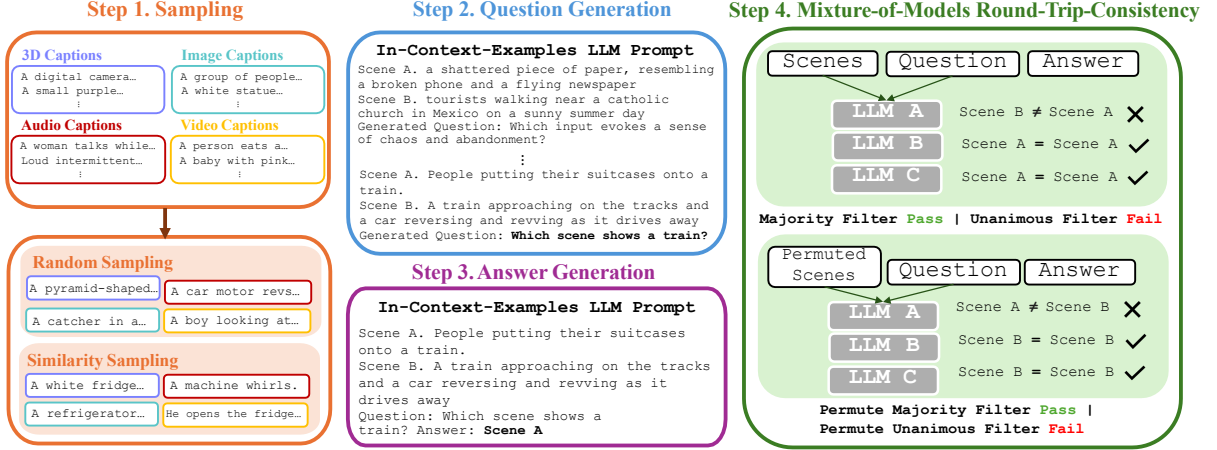 Step 1. Sampling
3D Captions
A digital camera…
A small purple…
⋮
Image Captions
A group of people…
A white statue…
⋮
Audio Captions
A woman talks while…
Loud intermittent…
⋮
Video Captions
A person eats a…
A baby with pink…
⋮
Random Sampling
A pyramid-shaped…
A car motor revs…
A catcher in a…
A boy looking at…
Similarity Sampling
A white fridge…
A machine whirls.
A refrigerator…
He opens the fridge…
Step 2. Question Generation
In-Context-Examples LLM Prompt
Scene A. a shattered piece of paper, resembling
a broken phone and a flying newspaper
Scene B. tourists walking near a catholic
church in Mexico on a sunny summer day
Generated Question: Which input evokes a sense
of chaos and abandonment?
⋮
Scene A. People putting their suitcases onto a
train.
Scene B. A train approaching on the tracks and
a car reversing and revving as it drives away
Generated Question: Which scene shows a train?
Step 3. Answer Generation
In-Context-Examples LLM Prompt
Scene A. People putting their suitcases
onto a train.
Scene B. A train approaching on the tracks
and a car reversing and revving as it
drives away
Question: Which scene shows a
train? Answer: Scene A
Step 4. Mixture-of-Models Round-Trip-Consistency
Scenes
Question
Answer
LLM A
Scene B ≠ Scene A
LLM B
Scene A = Scene A
LLM C
Scene A = Scene A
Majority Filter Pass | Unanimous Filter Fail
Permuted
Scenes
Question
Answer
LLM A
Scene A ≠ Scene B
LLM B
Scene B = Scene B
LLM C
Scene B = Scene B
Permute Majority Filter Pass |
Permute Unanimous Filter Fail